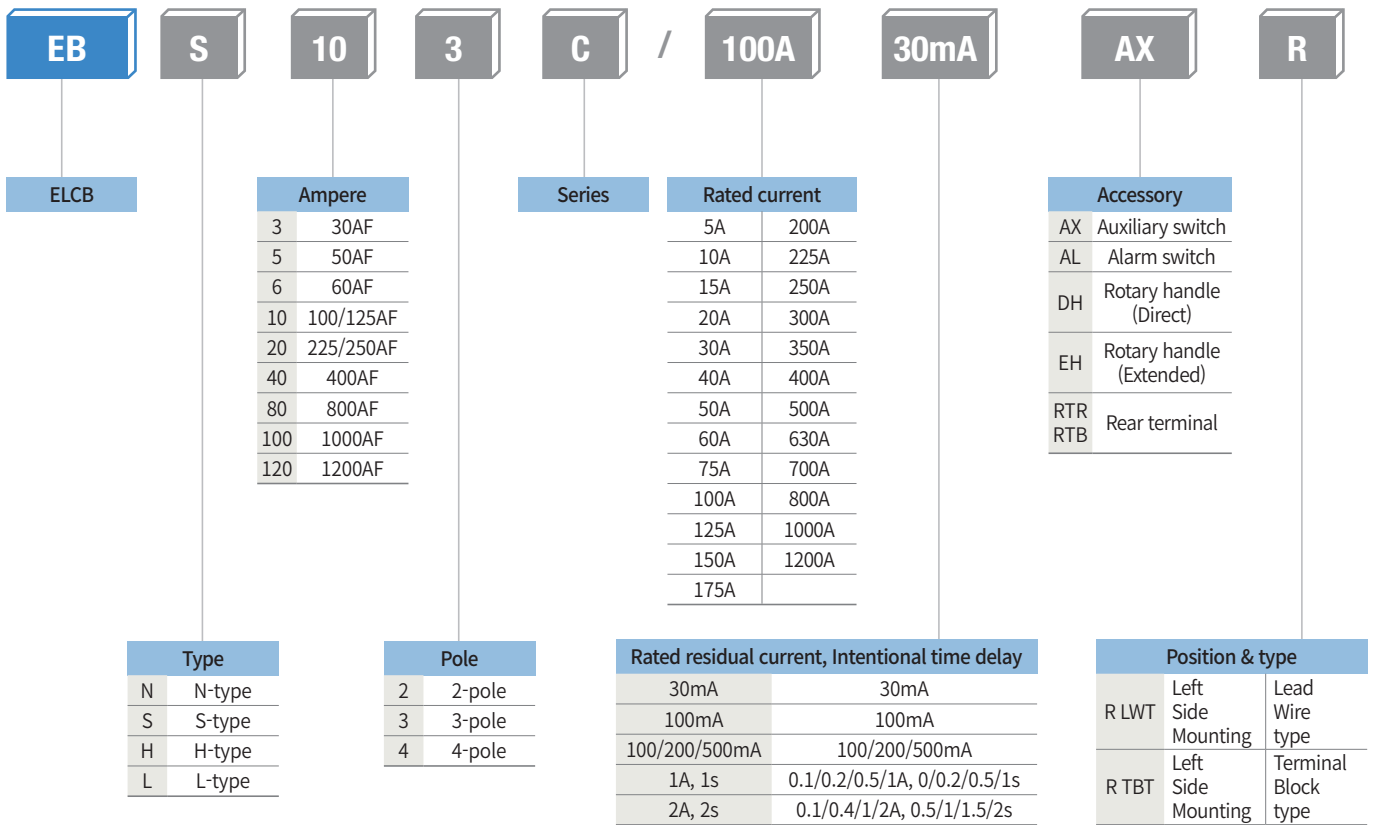 EB S 10 3 C / 100A 30mA AX R
ELCB
Ampere
3 30AF
5 50AF
6 60AF
10 100/125AF
20 225/250AF
40 400AF
80 800AF
100 1000AF
120 1200AF
Series
Rated current
5A 200A
10A 225A
15A 250A
20A 300A
30A 350A
40A 400A
50A 500A
60A 630A
75A 700A
100A 800A
125A 1000A
150A 1200A
175A
Accessory
AX Auxiliary switch
AL Alarm switch
DH Rotary handle
(Direct)
EH Rotary handle
(Extended)
RTR
RTB
Rear terminal
Type
N N-type
S S-type
H H-type
L L-type
Pole
2 2-pole
3 3-pole
4 4-pole
Rated residual current, Intentional time delay
30mA 30mA
100mA 100mA
100/200/500mA 100/200/500mA
1A, 1s 0.1/0.2/0.5/1A, 0/0.2/0.5/1s
2A, 2s 0.1/0.4/1/2A, 0.5/1/1.5/2s
Position & type
R LWT
Left
Side
Mounting
Lead
Wire
type
R TBT
Left
Side
Mounting
Terminal
Block
type